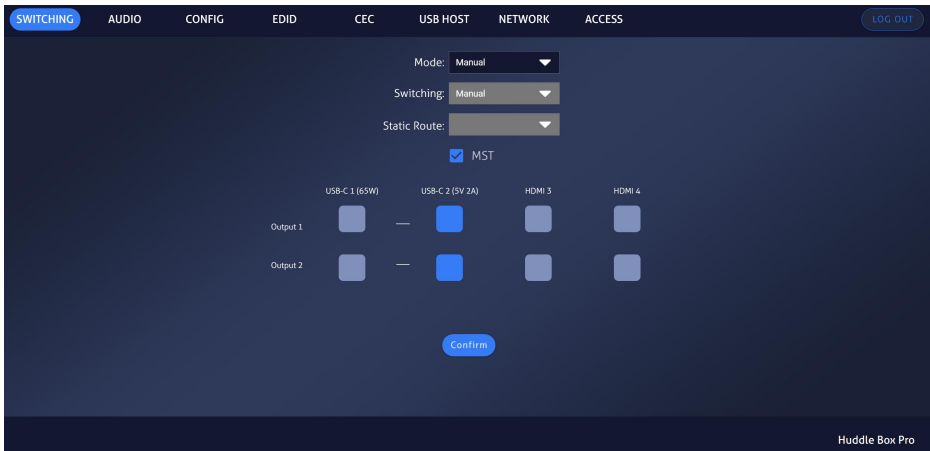 SWITCHING AUDIO CONFIG EDID CEC USB HOST NETWORK ACCESS LOG OUT
Mode: Manual
Switching: Manual
Static Route:
MST
USB-C 1 (65W) USB-C 2 (5V 2A) HDMI 3 HDMI 4
Output 1
Output 2
Confirm
Huddle Box Pro